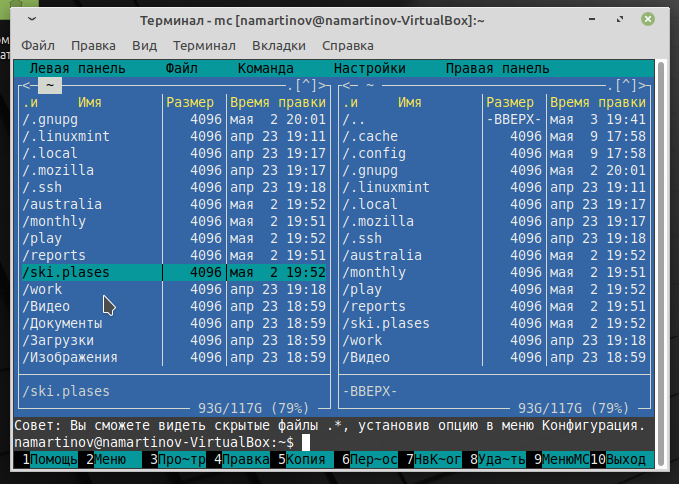 Терминал - mc [namartinov@namartinov-VirtualBox]:~
Файл Правка Вид Терминал Вкладки Справка
Левая панель Файл Команда Настройки Правая панель
<─ ~ .[^]> <─ ~ .[^]>
.и Имя Размер Время правки .и Имя Размер Время правки
/.gnupg 4096 мая 2 20:01 /.. -ВВЕРХ- мая 3 19:41
/.linuxmint 4096 апр 23 19:11 /.cache 4096 мая 9 17:58
/.local 4096 апр 23 19:17 /.config 4096 мая 9 17:58
/.mozilla 4096 апр 23 19:17 /.gnupg 4096 мая 2 20:01
/.ssh 4096 апр 23 19:18 /.linuxmint 4096 апр 23 19:11
/australia 4096 мая 2 19:52 /.local 4096 апр 23 19:17
/monthly 4096 мая 2 19:51 /.mozilla 4096 апр 23 19:17
/play 4096 мая 2 19:52 /.ssh 4096 апр 23 19:18
/reports 4096 мая 2 19:51 /australia 4096 мая 2 19:52
/ski.plases 4096 мая 2 19:52 /monthly 4096 мая 2 19:51
/work 4096 апр 23 19:18 /play 4096 мая 2 19:52
/Видео 4096 апр 23 18:59 /reports 4096 мая 2 19:51
/Документы 4096 апр 23 18:59 /ski.plases 4096 мая 2 19:52
/Загрузки 4096 апр 23 18:59 /work 4096 апр 23 19:18
/Изображения 4096 апр 23 18:59 /Видео 4096 апр 23 18:59
/ski.plases -ВВЕРХ-
93G/117G (79%) 93G/117G (79%)
Совет: Вы сможете видеть скрытые файлы .*, установив опцию в меню Конфигурация.
namartinov@namartinov-VirtualBox:~$
1Помощь 2Меню 3Про~тр 4Правка 5Копия 6Пер~ос 7НвК~ог 8Уда~ть 9МенюМС 10Выход